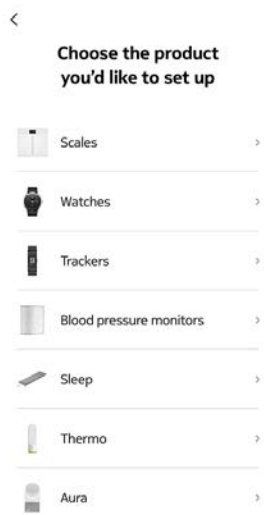 Choose the product
you'd like to set up
Scales
Watches
Trackers
Blood pressure monitors
Sleep
Thermo
Aura